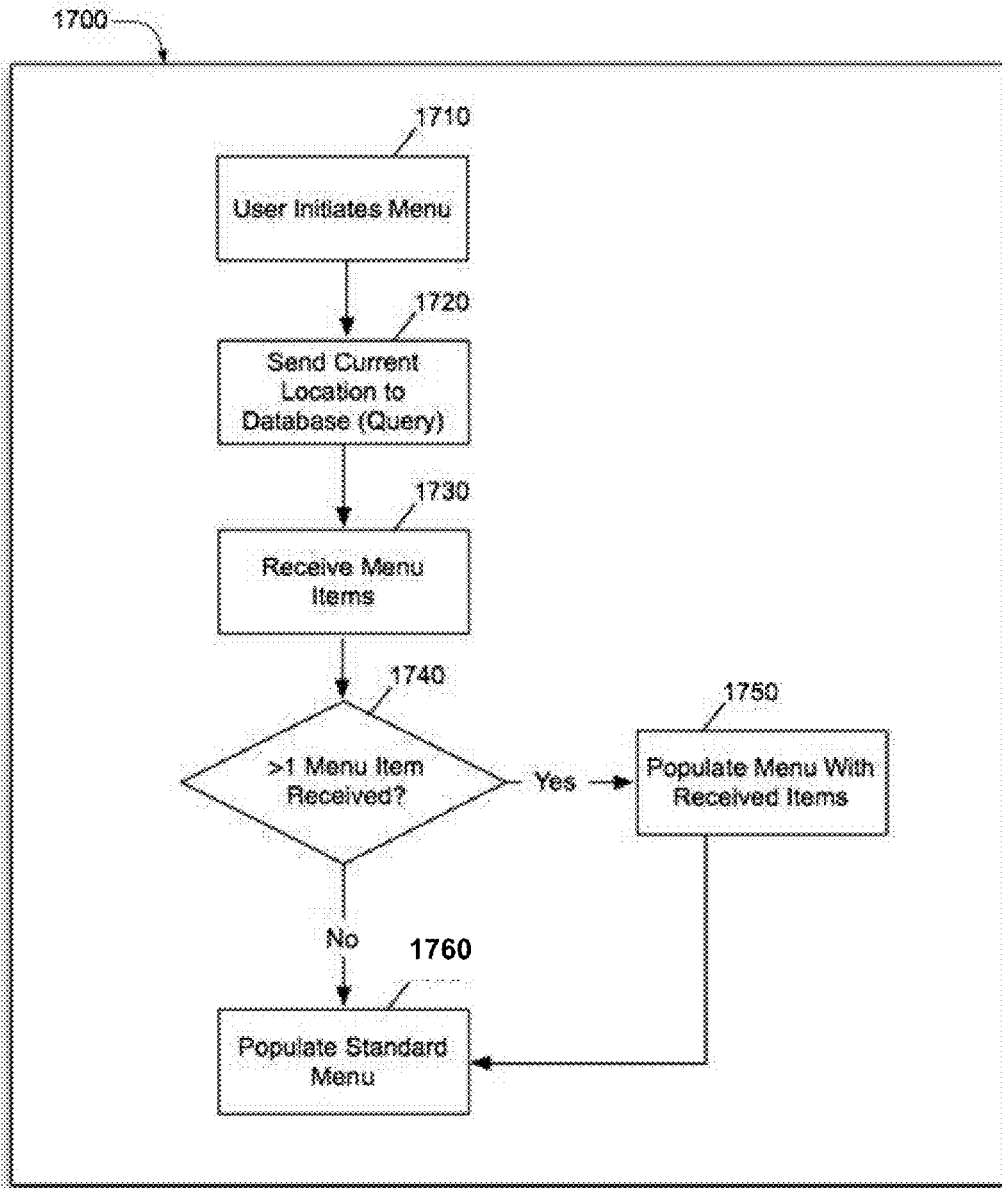 1700
1710
User Initiates Menu
1720
Send Current
Location to
Database (Query)
1730
Receive Menu
Items
1740
>1 Menu Item
Received?
Yes
1750
Populate Menu With
Received Items
No
1760
Populate Standard
Menu